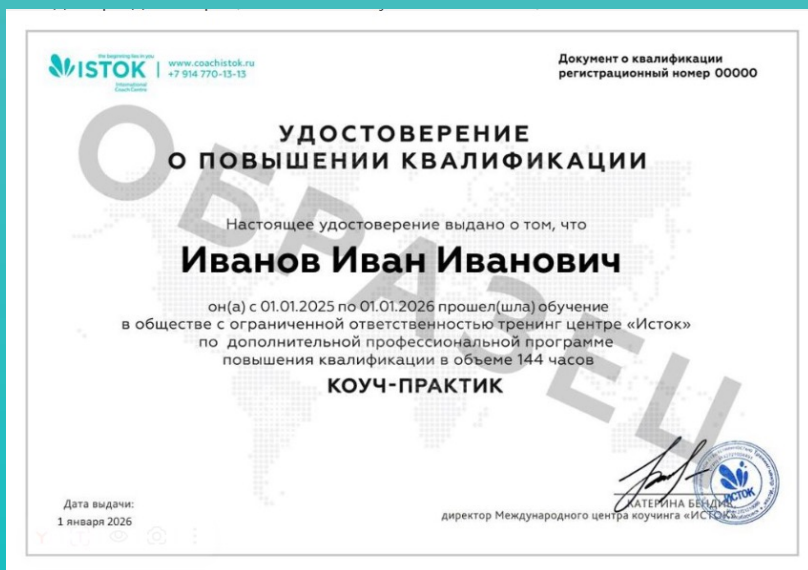 the beginning lies in you
ISTOK
International
Coach Centre
www.coachistok.ru
+7 914 770-13-13
Документ о квалификации
регистрационный номер 00000
УДОСТОВЕРЕНИЕ
О ПОВЫШЕНИИ КВАЛИФИКАЦИИ
ОБРАЗЕЦ
Настоящее удостоверение выдано о том, что
Иванов Иван Иванович
он(а) с 01.01.2025 по 01.01.2026 прошел(шла) обучение
в обществе с ограниченной ответственностью тренинг центре «Исток»
по дополнительной профессиональной программе
повышения квалификации в объеме 144 часов
КОУЧ-ПРАКТИК
Дата выдачи:
1 января 2026
КАТЕРИНА БЕНДИК,
директор Международного центра коучинга «ИСТОК»
ИСТОК